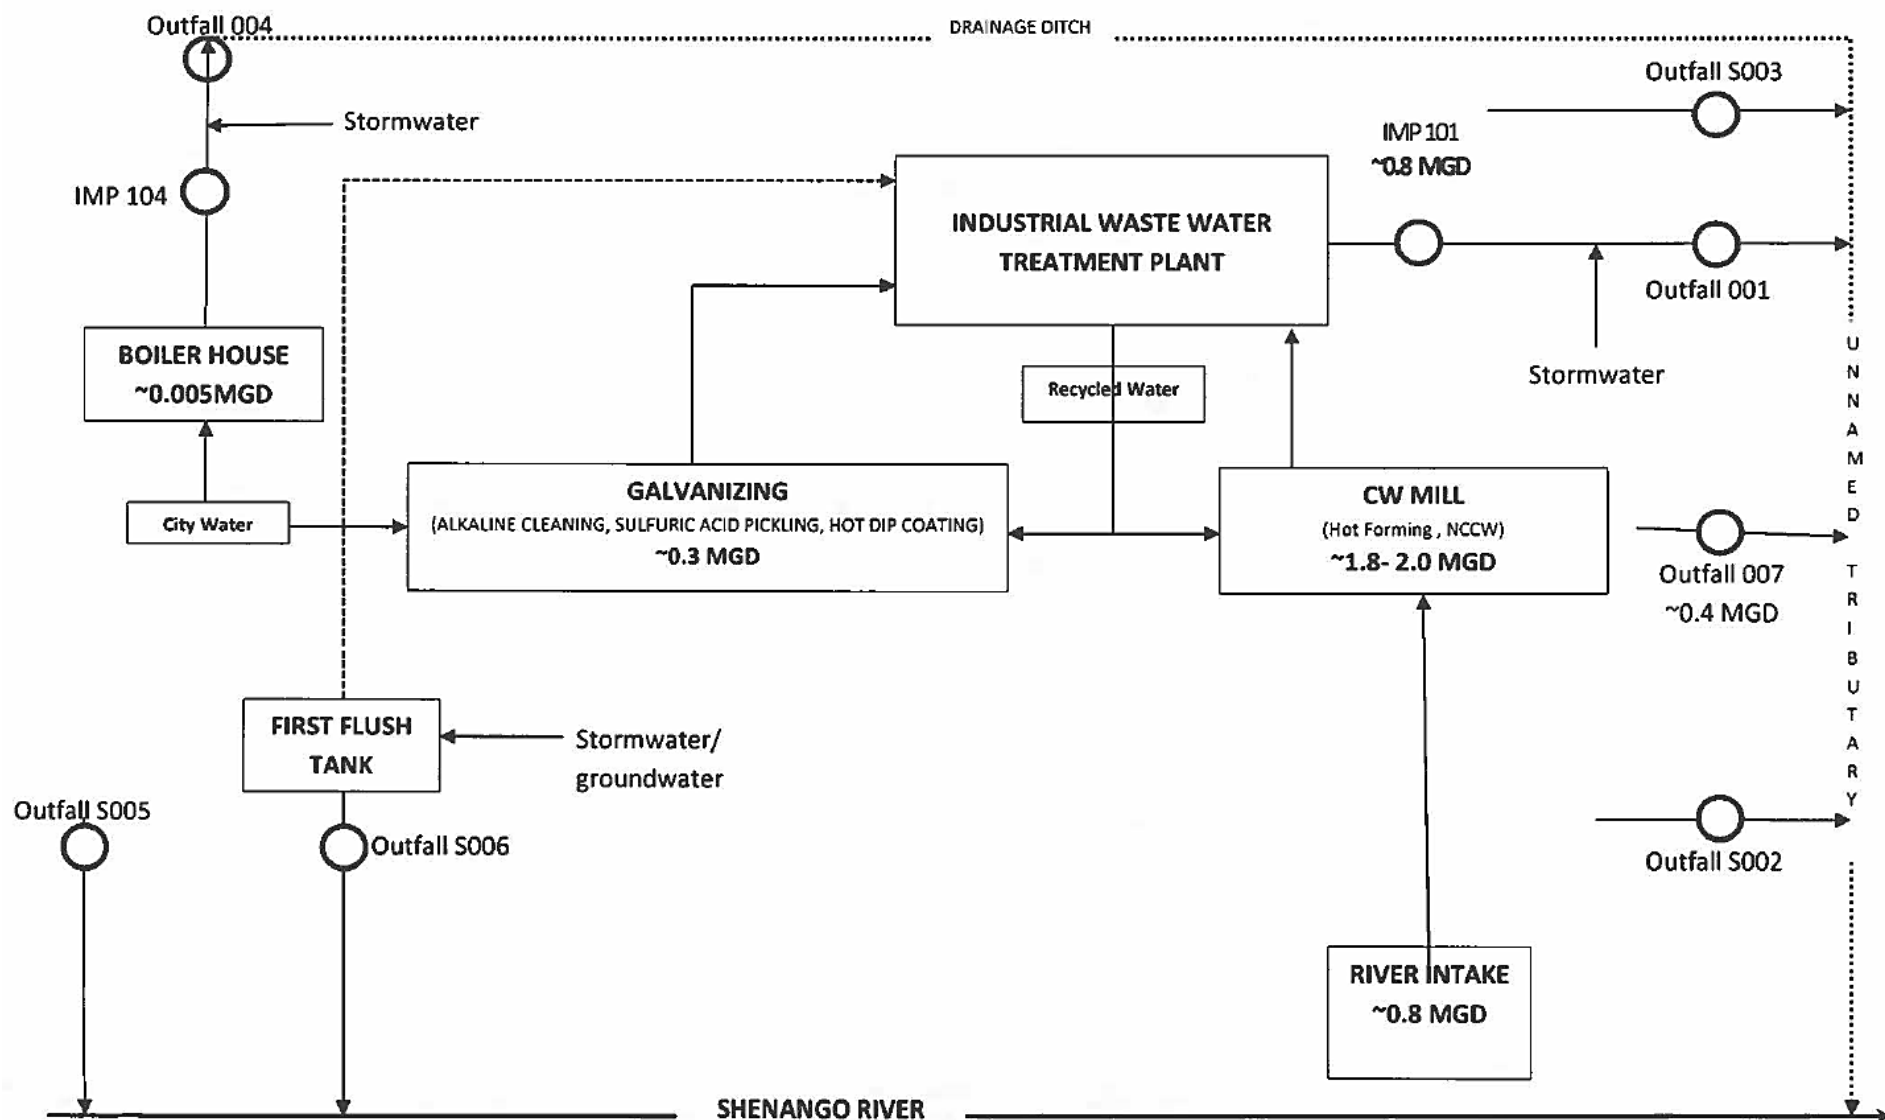 Outfall 004
DRAINAGE DITCH
Outfall S003
Stormwater
IMP 101
~0.8 MGD
IMP 104
INDUSTRIAL WASTE WATER
TREATMENT PLANT
Outfall 001
BOILER HOUSE
~0.005MGD
Recycled Water
Stormwater
UNNAMED TRIBUTARY
City Water
GALVANIZING
(ALKALINE CLEANING, SULFURIC ACID PICKLING, HOT DIP COATING)
~0.3 MGD
CW MILL
(Hot Forming , NCCW)
~1.8- 2.0 MGD
Outfall 007
~0.4 MGD
FIRST FLUSH
TANK
Stormwater/
groundwater
Outfall S005
Outfall S006
Outfall S002
RIVER INTAKE
~0.8 MGD
SHENANGO RIVER